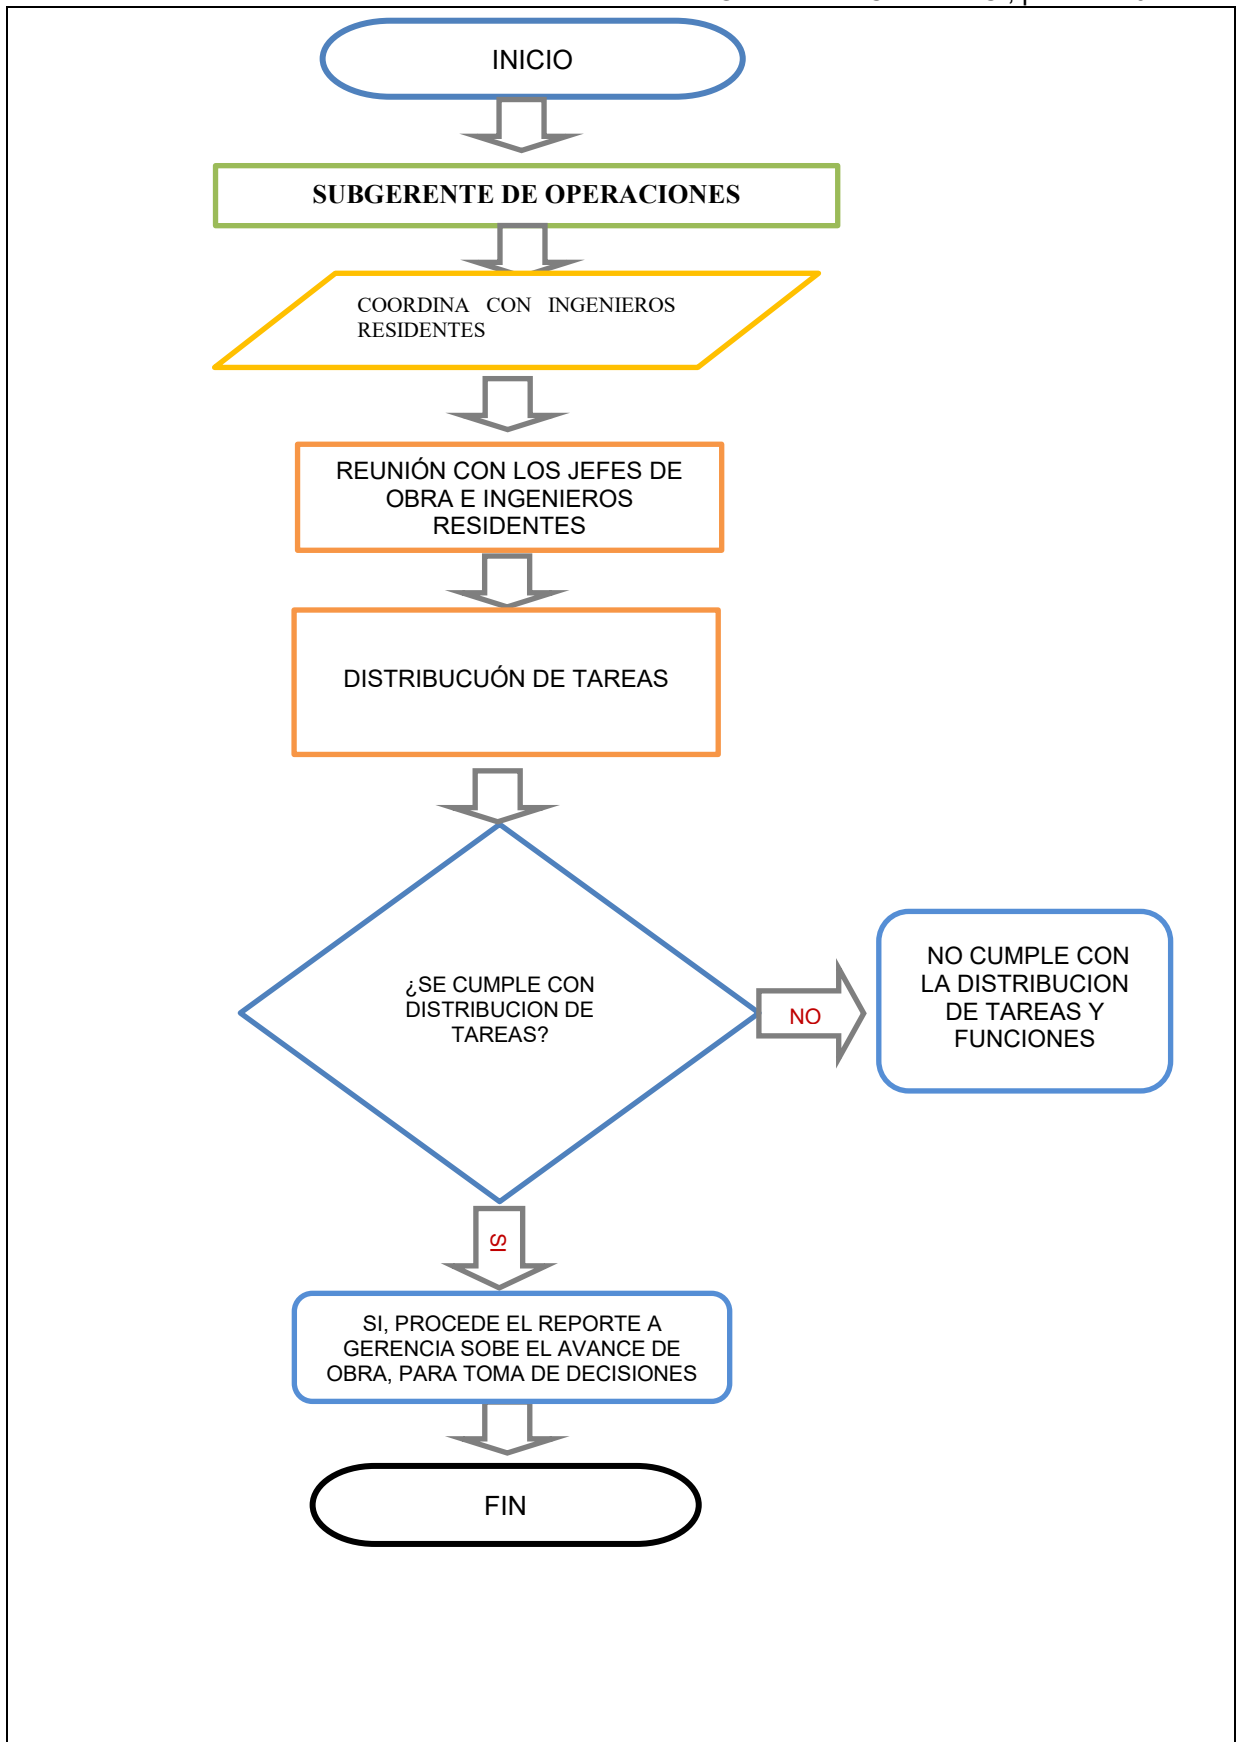 INICIO
SUBGERENTE DE OPERACIONES
COORDINA CON INGENIEROS
RESIDENTES
REUNIÓN CON LOS JEFES DE
OBRA E INGENIEROS
RESIDENTES
DISTRIBUCUÓN DE TAREAS
¿SE CUMPLE CON
DISTRIBUCION DE
TAREAS?
NO
NO CUMPLE CON
LA DISTRIBUCION
DE TAREAS Y
FUNCIONES
SI
SI, PROCEDE EL REPORTE A
GERENCIA SOBE EL AVANCE DE
OBRA, PARA TOMA DE DECISIONES
FIN